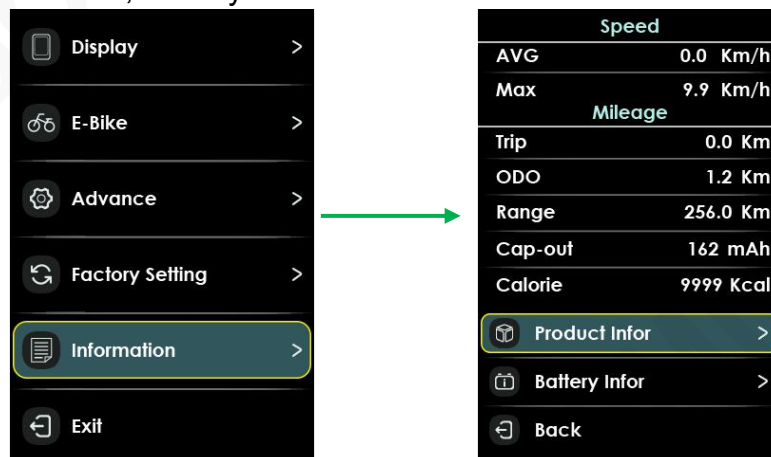 Display >
E-Bike >
Advance >
Factory Setting >
Information >
Exit
Speed
AVG 0.0 Km/h
Max 9.9 Km/h
Mileage
Trip 0.0 Km
ODO 1.2 Km
Range 256.0 Km
Cap-out 162 mAh
Calorie 9999 Kcal
Product Infor >
Battery Infor >
Back